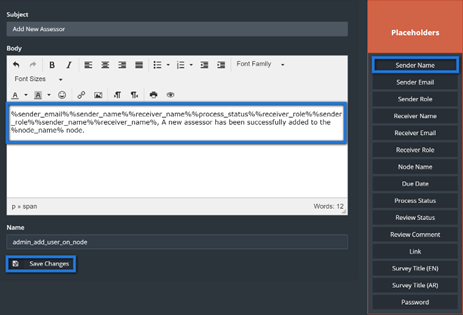 Subject
Add New Assessor
Body
Font Family
Font Sizes
%sender_email%%sender_name%%receiver_name%%process_status%%receiver_role%%sender
_role%%sender_name%%receiver_name%, A new assessor has been successfully added to the
%node_name% node.
p » span
Words: 12
Name
admin_add_user_on_node
Save Changes
Placeholders
Sender Name
Sender Email
Sender Role
Receiver Name
Receiver Email
Receiver Role
Node Name
Due Date
Process Status
Review Status
Review Comment
Link
Survey Title (EN)
Survey Title (AR)
Password